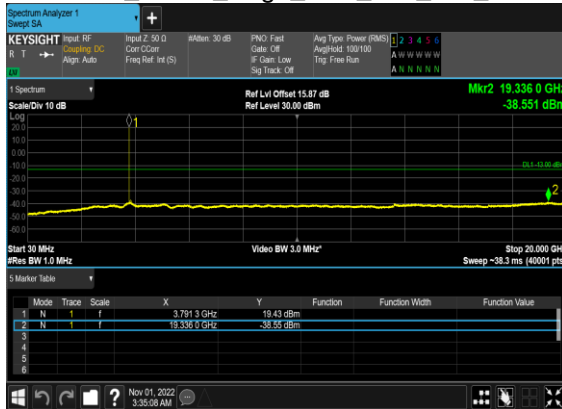 Spectrum Analyzer 1
Swept SA
+
KEYSIGHT Input: RF Input Z: 50 Ω #Atten: 30 dB PNO: Fast Avg Type: Power (RMS) 1 2 3 4 5 6
R T Coupling: DC Corr CCorr Gate: Off Avg|Hold: 100/100 A W W W W W
Align: Auto Freq Ref: Int (S) IF Gain: Low Trig: Free Run
LXI Sig Track: Off A N N N N N
1 Spectrum Ref Lvl Offset 15.87 dB Mkr2 19.336 0 GHz
Scale/Div 10 dB Ref Level 30.00 dBm -38.551 dBm
Log
20.0
1
10.0
0.00
-10.0
DL1 -13.00 dBm
-20.0
-30.0
2
-40.0
-50.0
-60.0
Start 30 MHz Video BW 3.0 MHz* Stop 20.000 GHz
#Res BW 1.0 MHz Sweep ~38.3 ms (40001 pts)
5 Marker Table
Mode Trace Scale X Y Function Function Width Function Value
1 N 1 f 3.791 3 GHz 19.43 dBm
2 N 1 f 19.336 0 GHz -38.55 dBm
3
4
5
6
? Nov 01, 2022
3:35:08 AM